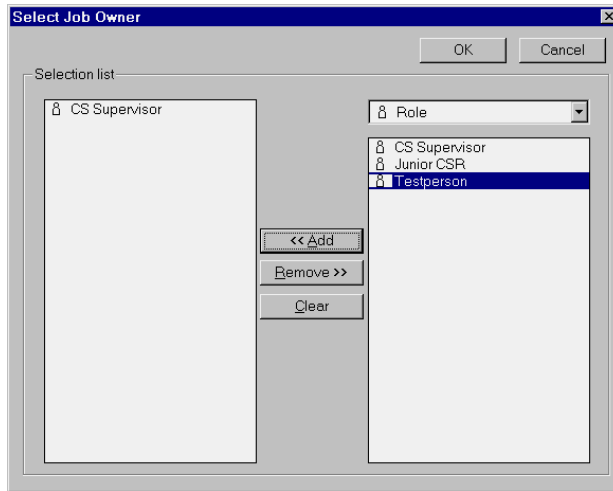 Select Job Owner
OK
Cancel
Selection list
CS Supervisor
Role
CS Supervisor
Junior CSR
Testperson
<< Add
Remove >>
Clear